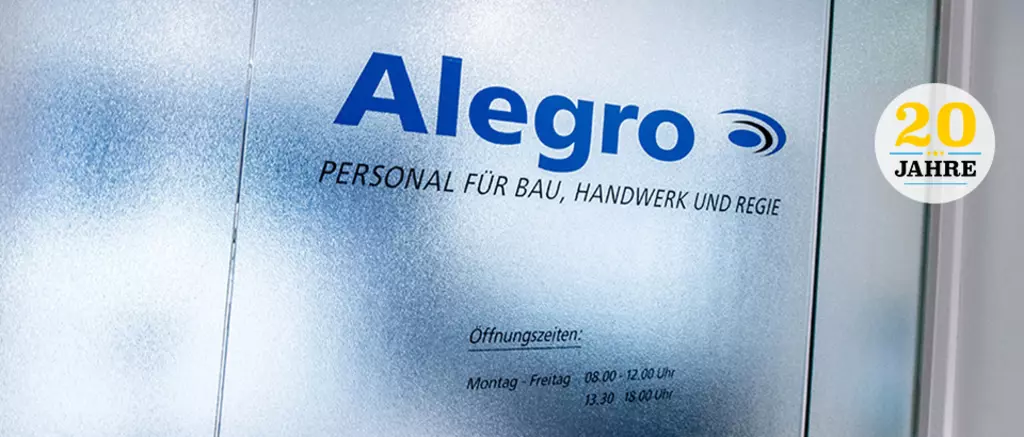 Alegro
PERSONAL FÜR BAU, HANDWERK UND REGIE
20
JAHRE
Öffnungszeiten:
Montag - Freitag 08.00 - 12.00 Uhr
13.30 18.00 Uhr